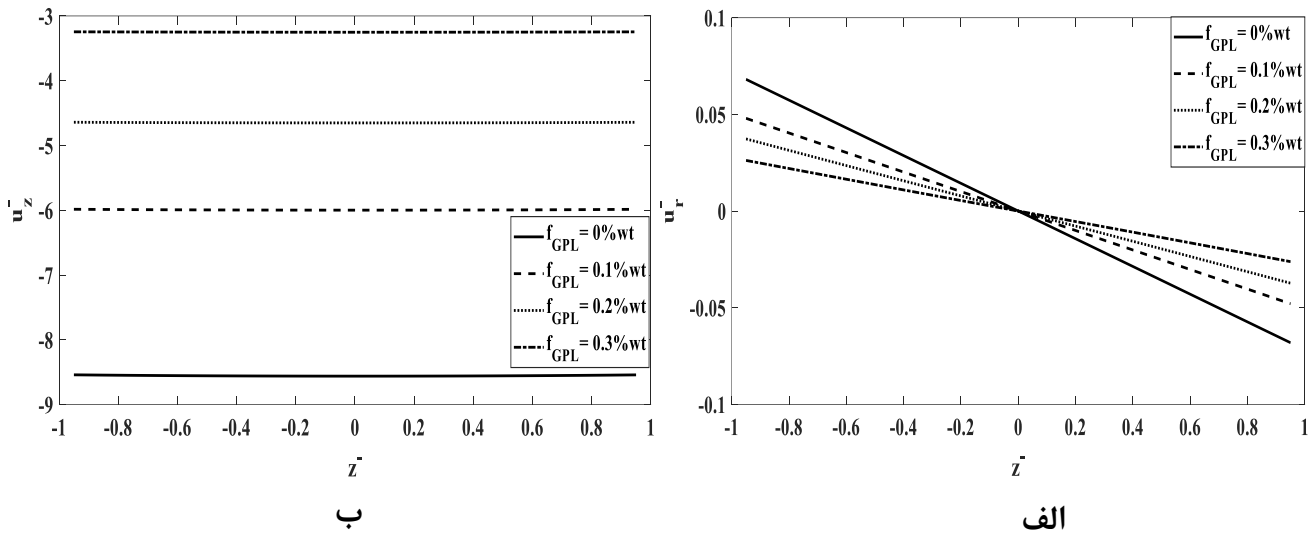 -3
-4
-5
-6
-7
-8
-9
u̅_z
-1 -0.8 -0.6 -0.4 -0.2 0 0.2 0.4 0.6 0.8 1
z̅
f_GPL = 0%wt
f_GPL = 0.1%wt
f_GPL = 0.2%wt
f_GPL = 0.3%wt
ب
0.1
0.05
0
-0.05
-0.1
u̅_r
-1 -0.8 -0.6 -0.4 -0.2 0 0.2 0.4 0.6 0.8 1
z̅
f_GPL = 0%wt
f_GPL = 0.1%wt
f_GPL = 0.2%wt
f_GPL = 0.3%wt
الف